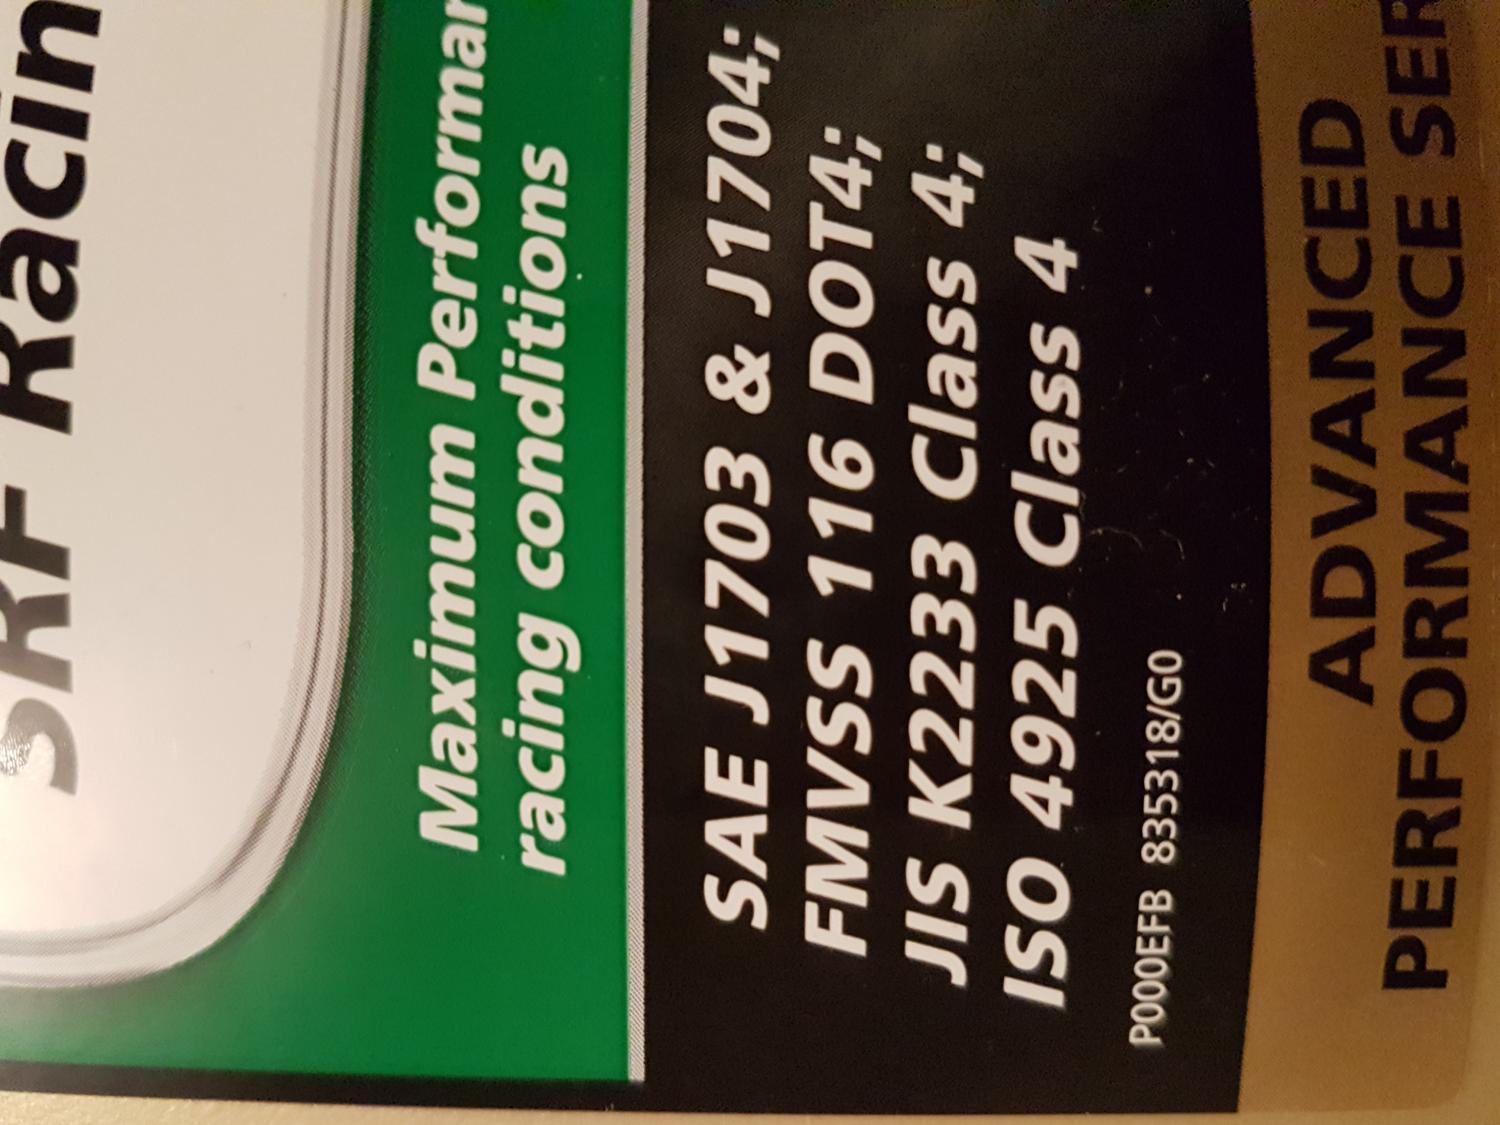 SRF Racin
Maximum Performan
racing conditions
SAE J1703 & J1704;
FMVSS 116 DOT4;
JIS K2233 Class 4;
ISO 4925 Class 4
P000EFB 835318/G0
ADVANCED
PERFORMANCE SER